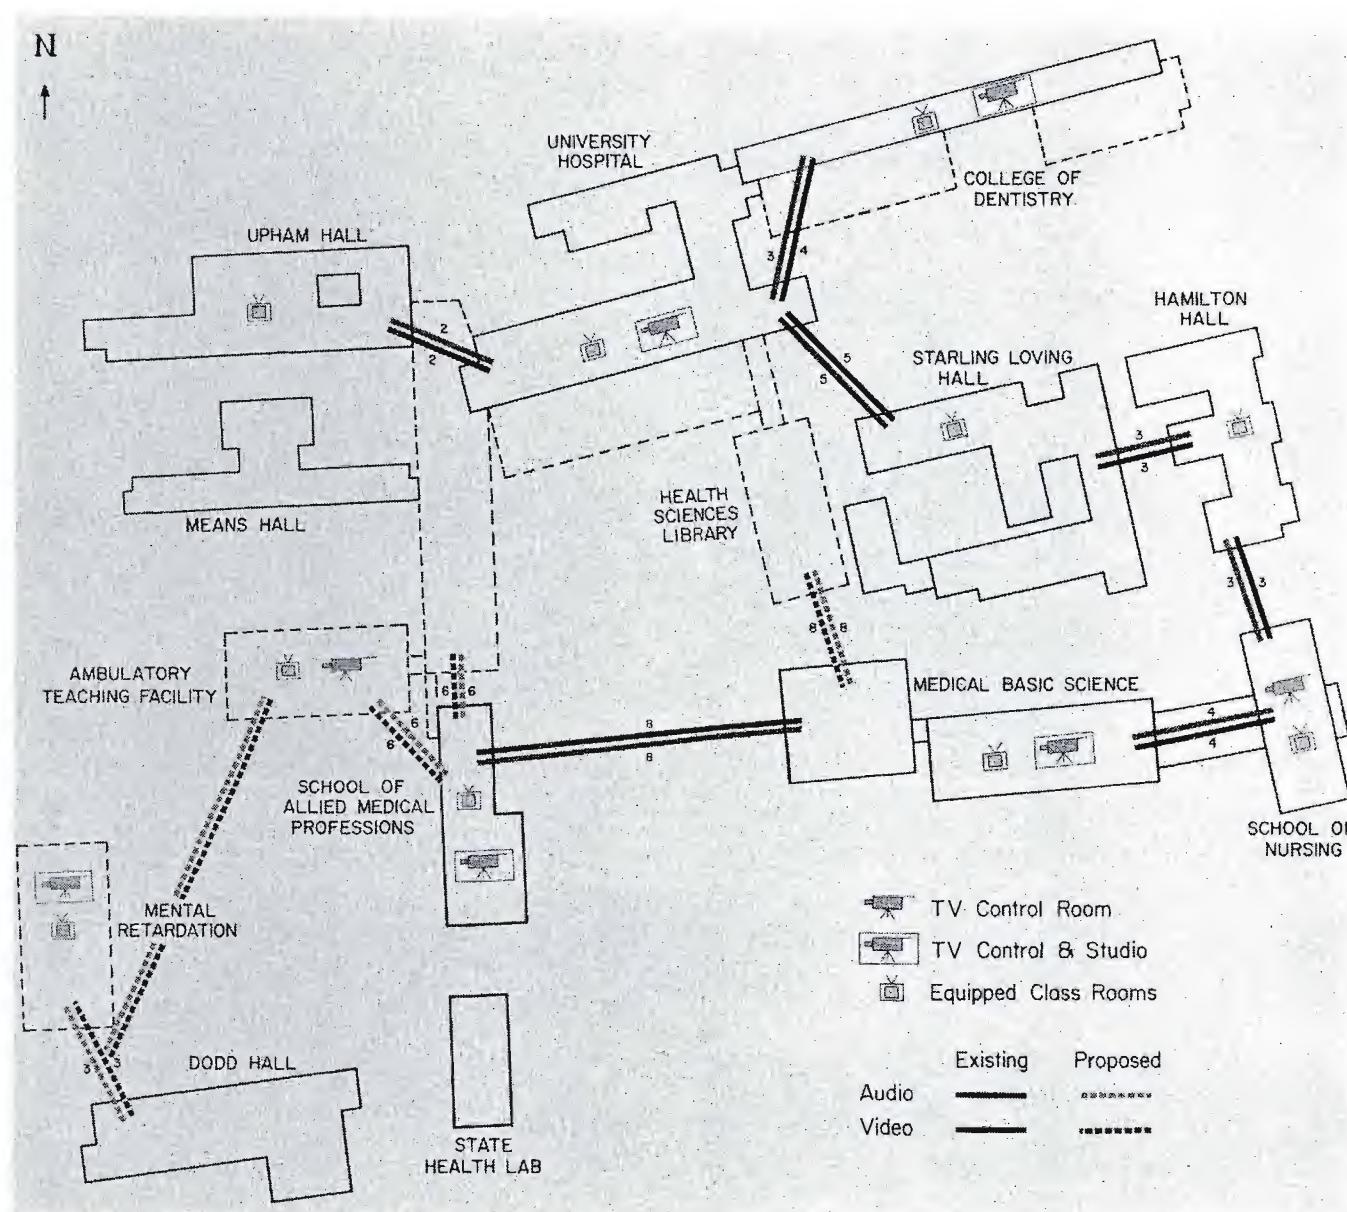 N
UNIVERSITY
HOSPITAL
COLLEGE OF
DENTISTRY
3
4
UPHAM HALL
2
2
HAMILTON
HALL
STARLING LOVING
HALL
5
5
3
3
HEALTH
SCIENCES
LIBRARY
MEANS HALL
3
3
8
8
AMBULATORY
TEACHING FACILITY
6
6
6
6
MEDICAL BASIC SCIENCE
8
8
4
4
SCHOOL OF
ALLIED MEDICAL
PROFESSIONS
SCHOOL OF
NURSING
MENTAL
RETARDATION
TV Control Room
TV Control & Studio
Equipped Class Rooms
3
3
DODD HALL
Existing
Proposed
Audio
Video
STATE
HEALTH LAB